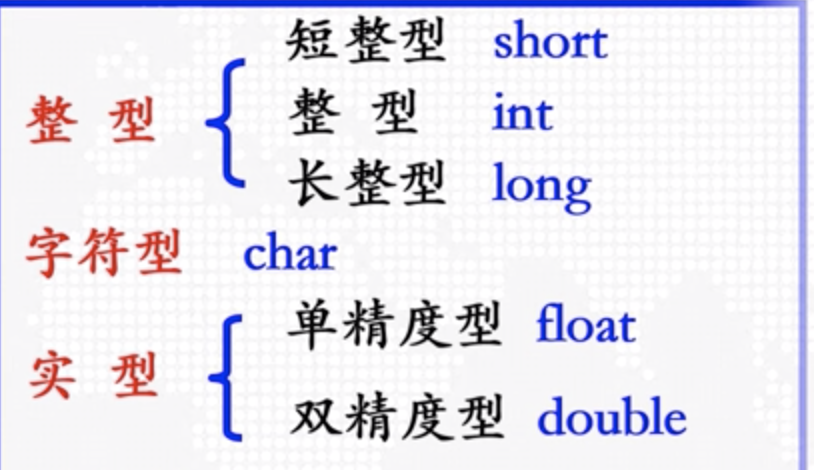 短整型 short
整 型
整 型 int
长整型 long
字符型 char
单精度型 float
实 型
双精度型 double